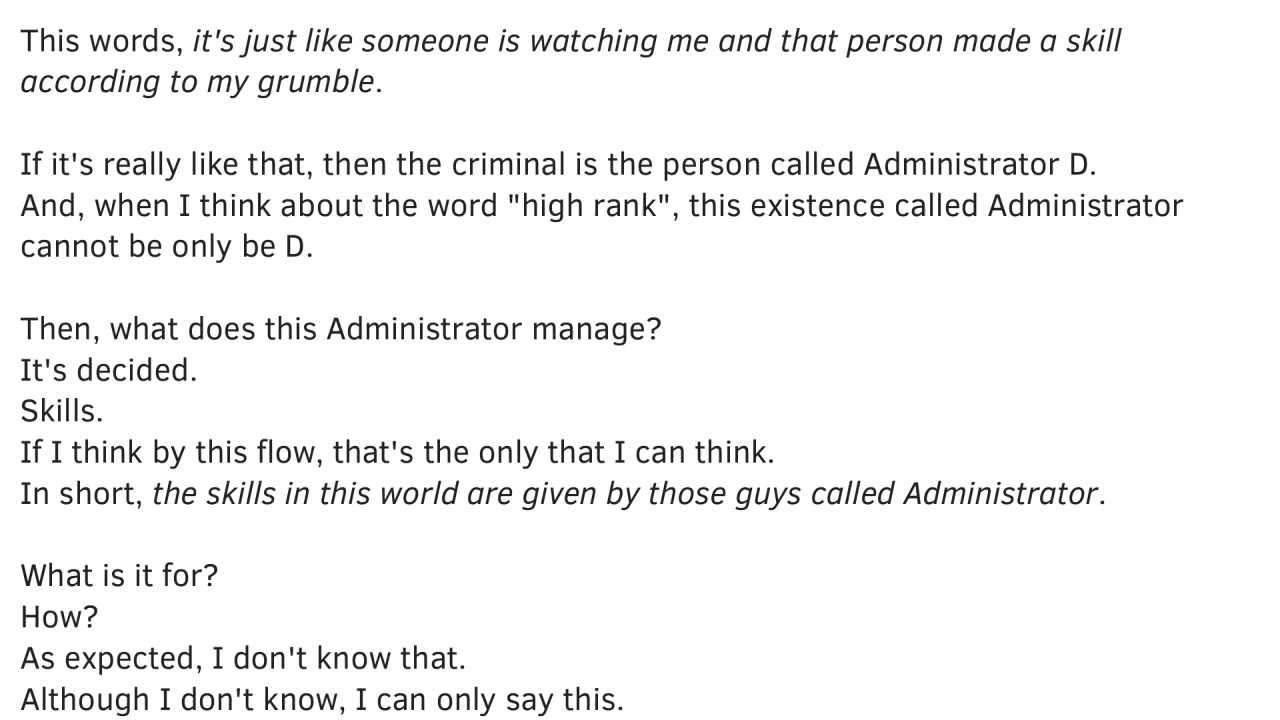 This words, it's just like someone is watching me and that person made a skill
according to my grumble.
If it's really like that, then the criminal is the person called Administrator D.
And, when I think about the word "high rank", this existence called Administrator
cannot be only be D.
Then, what does this Administrator manage?
It's decided.
Skills.
If I think by this flow, that's the only that I can think.
In short, the skills in this world are given by those guys called Administrator.
What is it for?
How?
As expected, I don't know that.
Although I don't know, I can only say this.